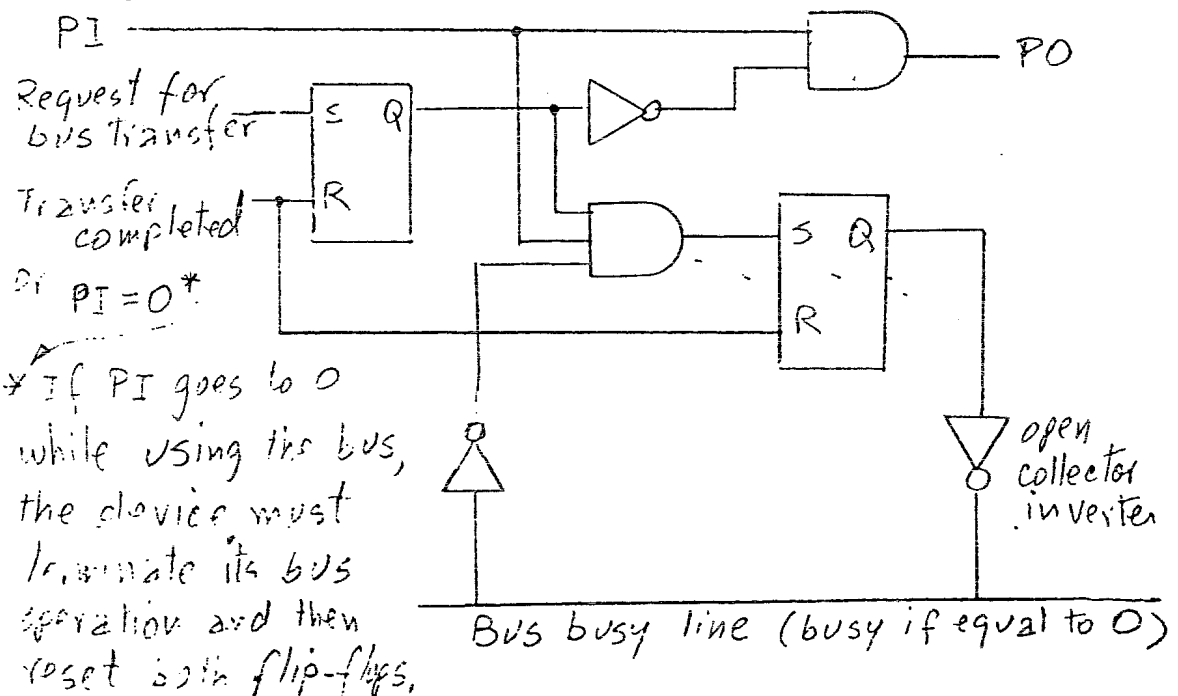 PI
PO
Request for
bus transfer
S Q
R
Transfer
completed
or PI = 0*
S Q
R
* If PI goes to 0
while using the bus,
the device must
terminate its bus
operation and then
reset both flip-flops.
open
collector
inverter
Bus busy line (busy if equal to 0)